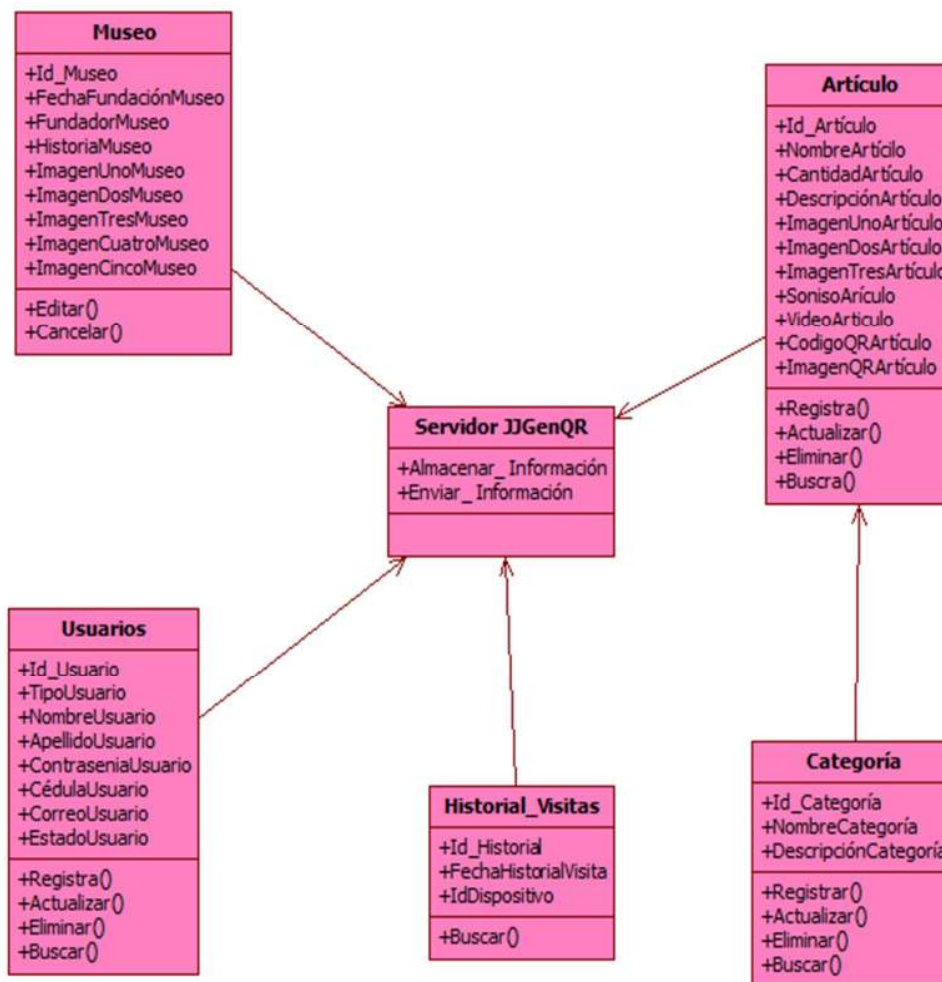 Museo
+Id_Museo
+FechaFundaciónMuseo
+FundadorMuseo
+HistoriaMuseo
+ImagenUnoMuseo
+ImagenDosMuseo
+ImagenTresMuseo
+ImagenCuatroMuseo
+ImagenCincoMuseo
+Editar()
+Cancelar()
Artículo
+Id_Artículo
+NombreArtícilo
+CantidadArtículo
+DescripciónArtículo
+ImagenUnoArtículo
+ImagenDosArtículo
+ImagenTresArtículo
+SonisoArículo
+VideoArticulo
+CodigoQRArtículo
+ImagenQRArtículo
+Registra()
+Actualizar()
+Eliminar()
+Buscra()
Servidor JJGenQR
+Almacenar_ Información
+Enviar_ Información
Usuarios
+Id_Usuario
+TipoUsuario
+NombreUsuario
+ApellidoUsuario
+ContraseniaUsuario
+CédulaUsuario
+CorreoUsuario
+EstadoUsuario
+Registra()
+Actualizar()
+Eliminar()
+Buscar()
Historial_Visitas
+Id_Historial
+FechaHistorialVisita
+IdDispositivo
+Buscar()
Categoría
+Id_Categoría
+NombreCategoría
+DescripciónCategoría
+Registrar()
+Actualizar()
+Eliminar()
+Buscar()